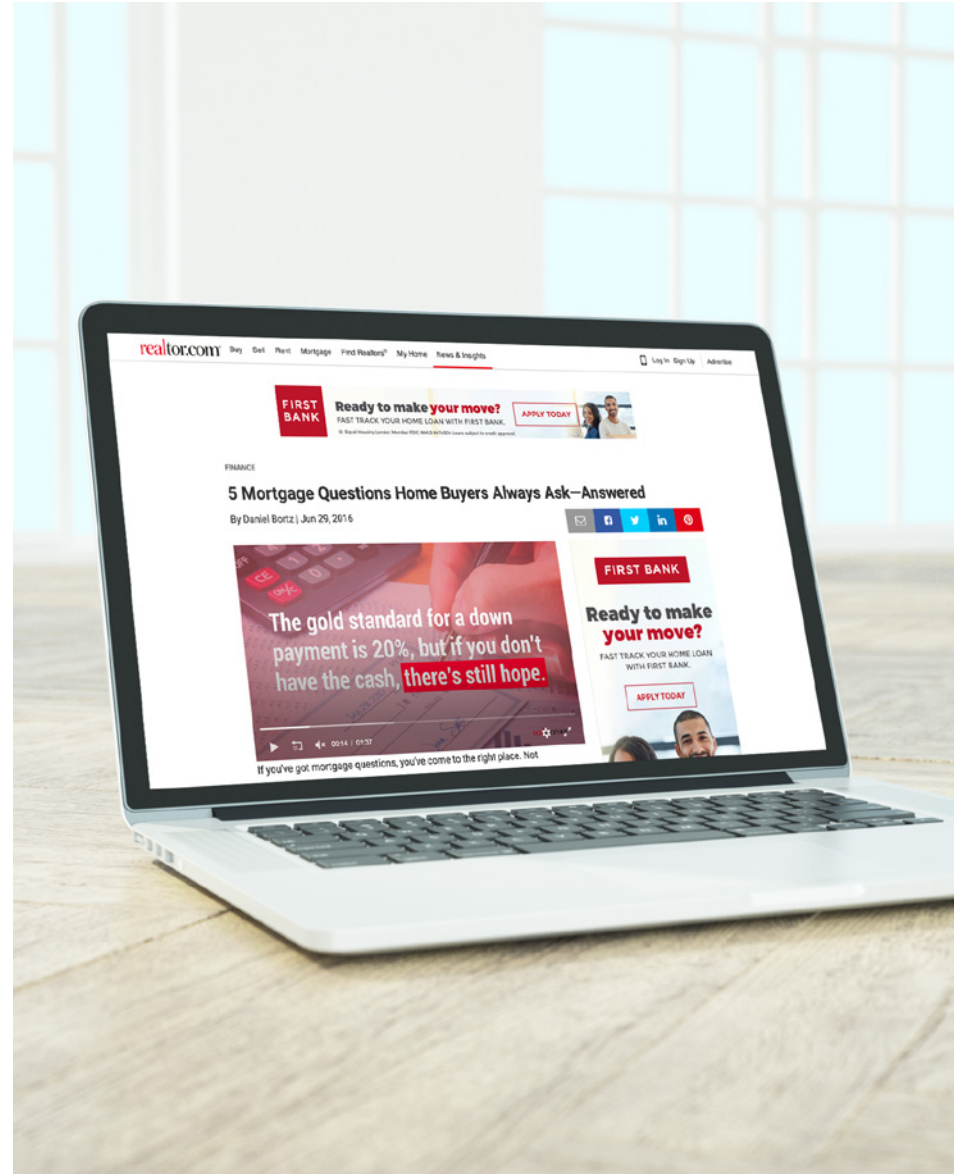 realtor.com Buy Sell Rent Mortgage Find Realtors® My Home News & Insights Log In Sign Up Advertise
FIRST
BANK
Ready to make your move?
FAST TRACK YOUR HOME LOAN WITH FIRST BANK.
APPLY TODAY
FINANCE
5 Mortgage Questions Home Buyers Always Ask—Answered
By Daniel Bortz | Jun 29, 2016
The gold standard for a down
payment is 20%, but if you don't
have the cash, there's still hope.
00:14 / 01:37
If you've got mortgage questions, you've come to the right place. Not
FIRST BANK
Ready to make
your move?
FAST TRACK YOUR HOME LOAN
WITH FIRST BANK.
APPLY TODAY